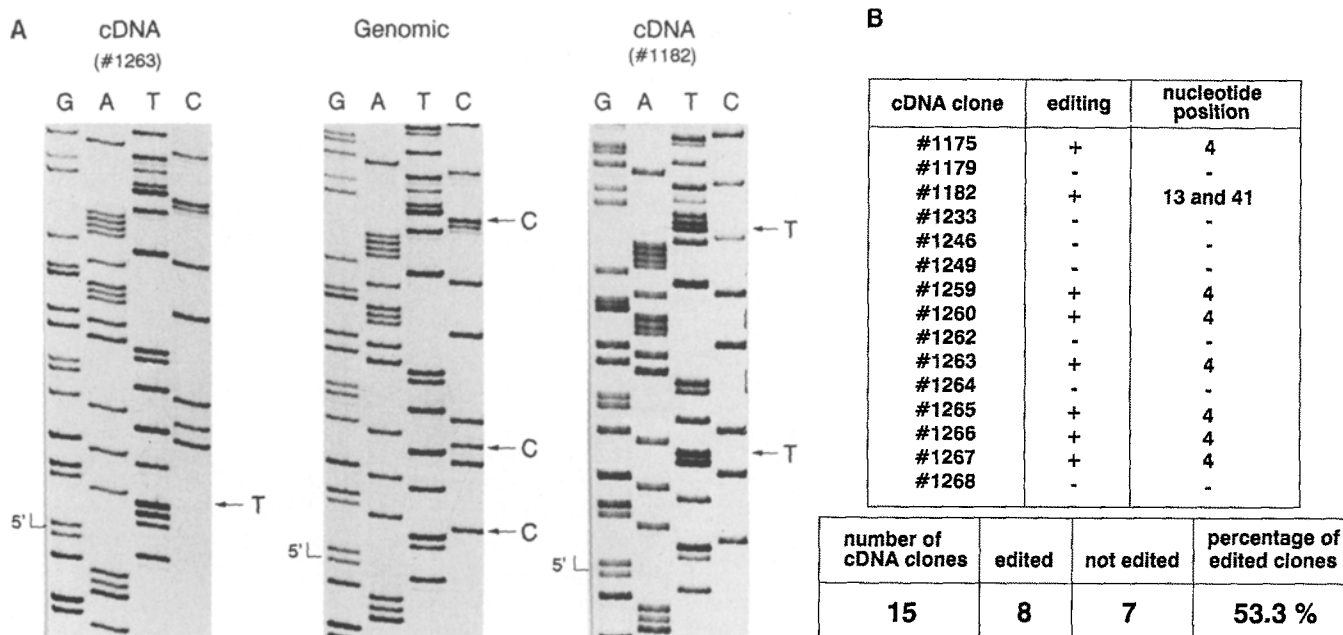 A
cDNA
(#1263)
G A T C
T
5'
Genomic
G A T C
C
C
C
5'
cDNA
(#1182)
G A T C
T
T
5'
B
cDNA clone editing nucleotide position
#1175 + 4
#1179 - -
#1182 + 13 and 41
#1233 - -
#1246 - -
#1249 - -
#1259 + 4
#1260 + 4
#1262 - -
#1263 + 4
#1264 - -
#1265 + 4
#1266 + 4
#1267 + 4
#1268 - -
number of cDNA clones edited not edited percentage of edited clones
15 8 7 53.3 %